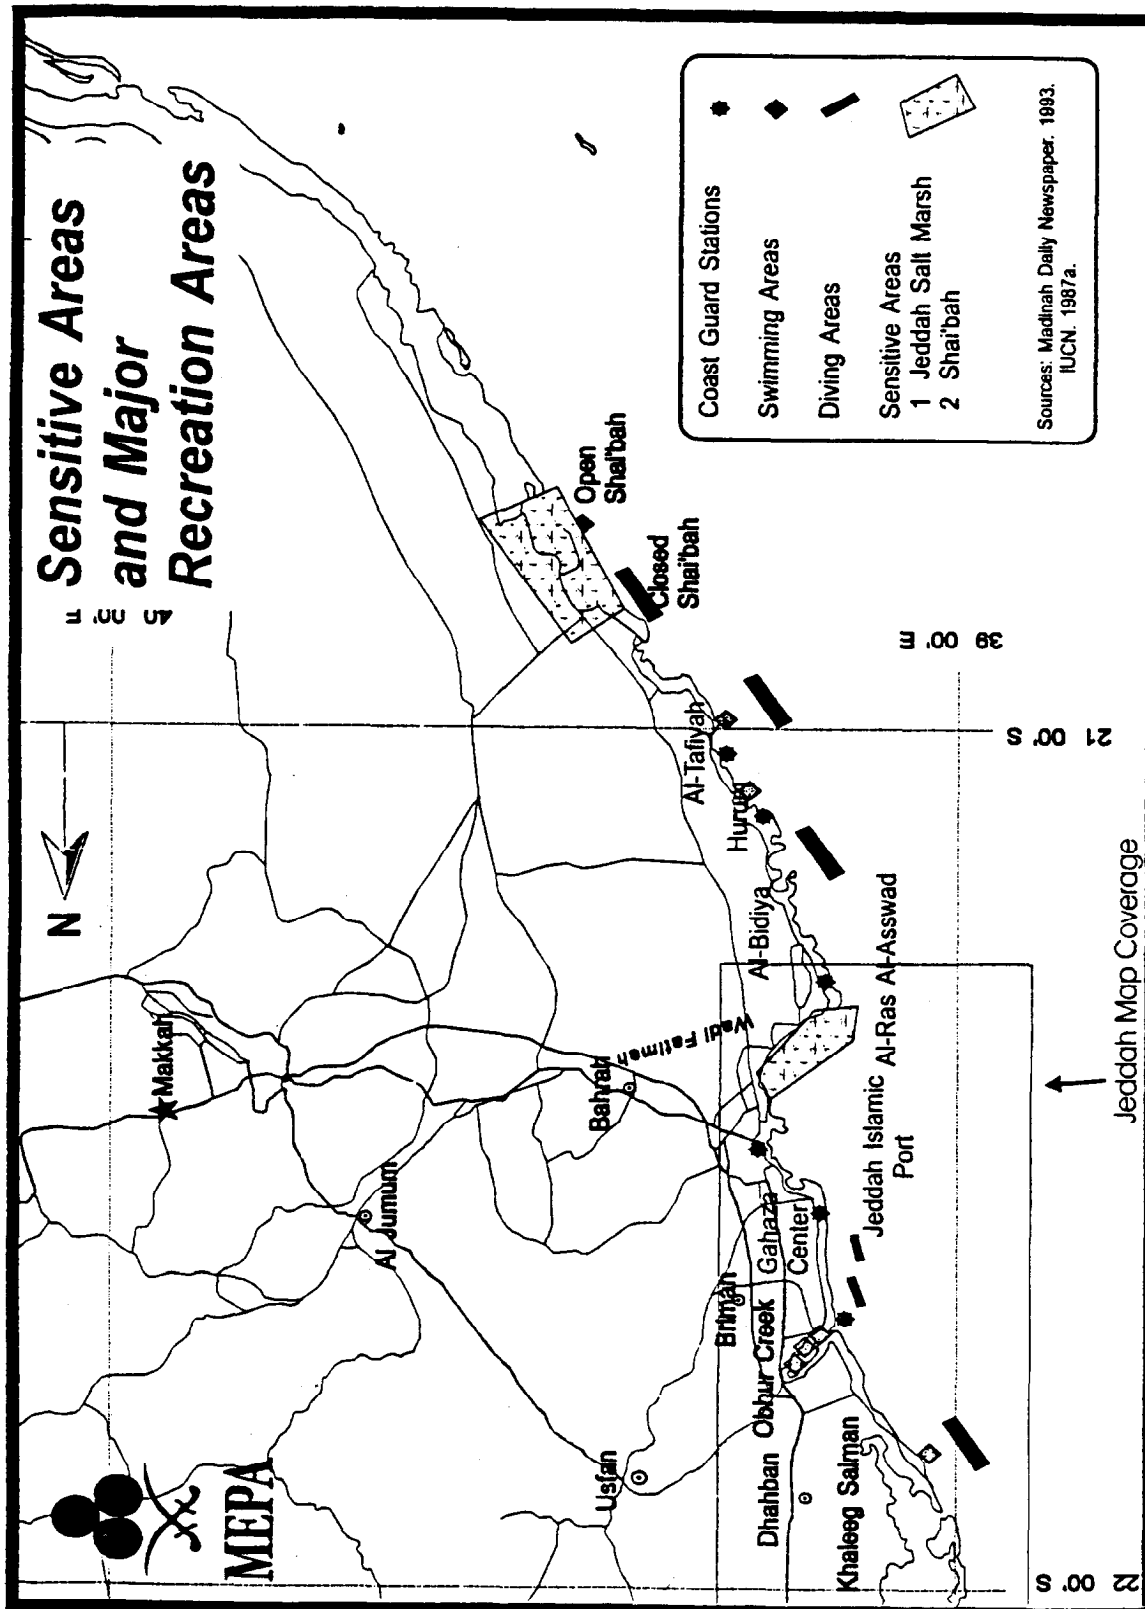 Sensitive Areas
and Major
Recreation Areas
N
MEPA
40 00' E
39 00' E
21 00' S
22 00' S
Makkah
Al Jumum
Bahrah
Wadi Fatimah
Usfan
Briman
Dhahban
Obhur Creek
Gahaza
Center
Khaleeg Salman
Jeddah Islamic
Port
Al-Ras Al-Asswad
Al-Bidiya
Hurum
Al-Tafiyah
Closed
Shai'bah
Open
Shai'bah
Coast Guard Stations
Swimming Areas
Diving Areas
Sensitive Areas
1 Jeddah Salt Marsh
2 Shai'bah
Sources: Madinah Daily Newspaper. 1993.
IUCN. 1987a.
Jeddah Map Coverage